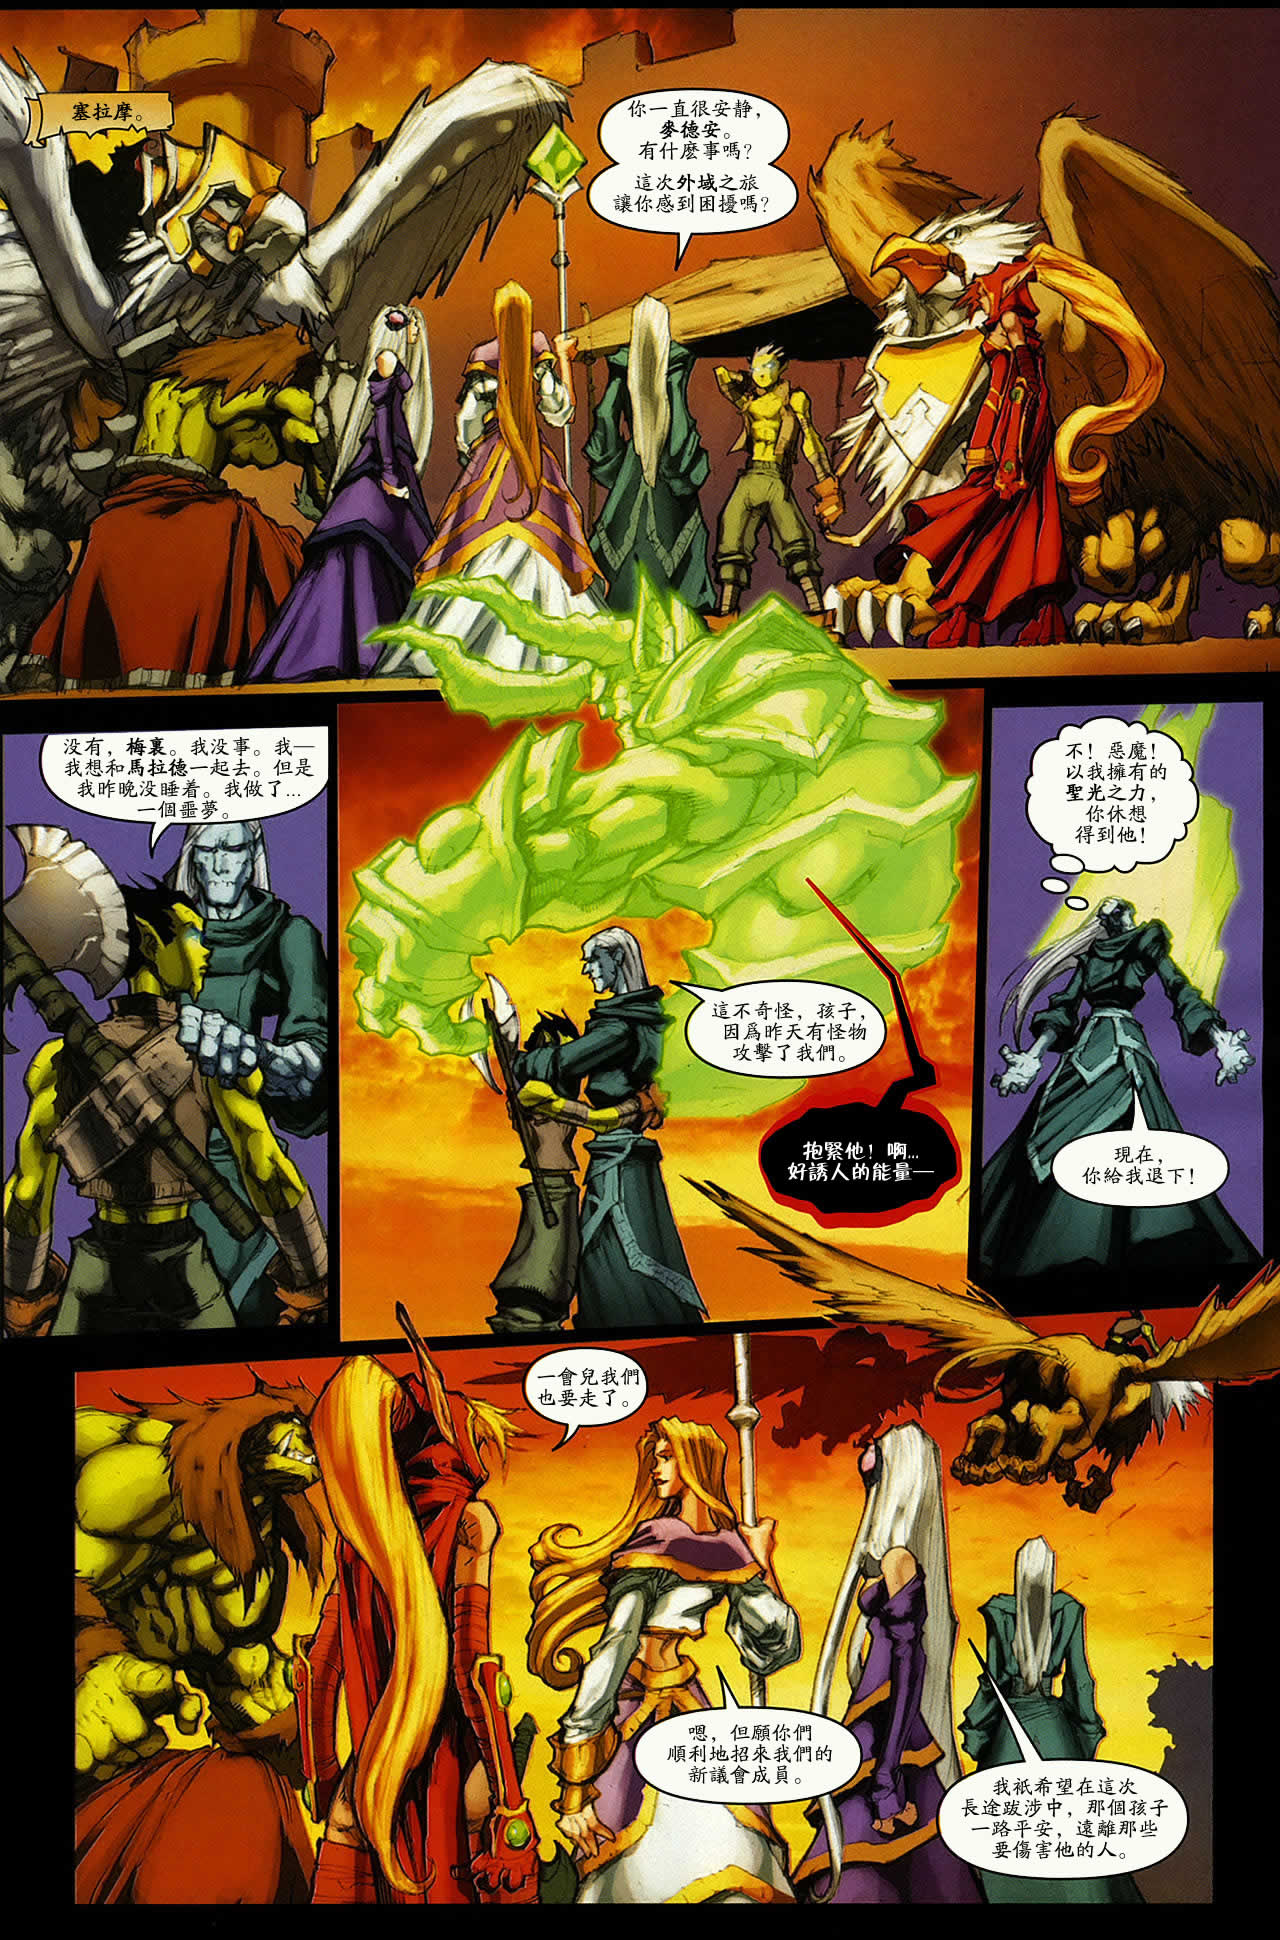 塞拉摩。
你一直很安静，
麥德安。
有什麽事嗎？
這次外域之旅
讓你感到困擾嗎？
没有，梅裏。我没事。我—
我想和馬拉德一起去。但是
我昨晚没睡着。我做了...
一個噩夢。
這不奇怪，孩子，
因爲昨天有怪物
攻擊了我們。
抱緊他！啊...
好誘人的能量—
不！惡魔！
以我擁有的
聖光之力，
你休想
得到他！
現在，
你給我退下！
一會兒我們
也要走了。
嗯，但願你們
順利地招來我們的
新議會成員。
我衹希望在這次
長途跋涉中，那個孩子
一路平安，遠離那些
要傷害他的人。